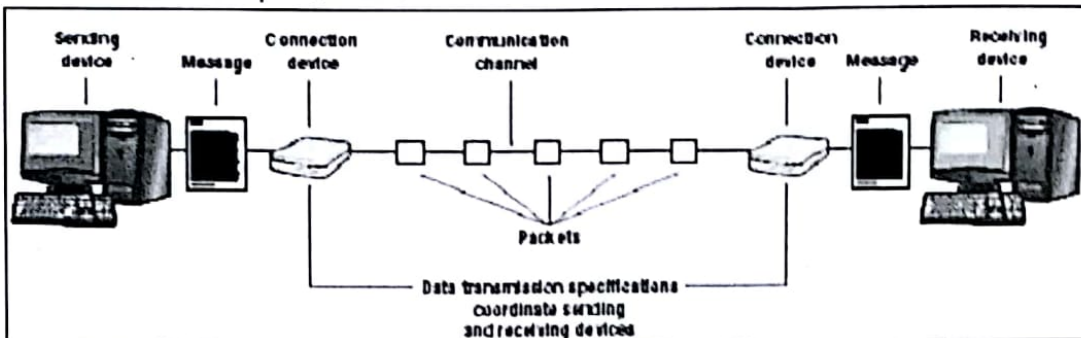 Sending
device
Message
Connection
device
Communication
channel
Connection
device
Message
Receiving
device
Packets
Data transmission specifications
coordinate sending
and receiving devices